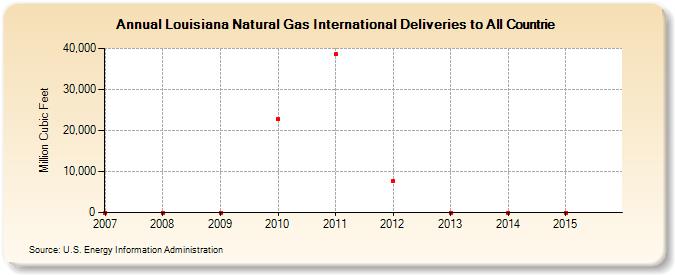 Annual Louisiana Natural Gas International Deliveries to All Countrie
Million Cubic Feet
40,000
30,000
20,000
10,000
0
2007 2008 2009 2010 2011 2012 2013 2014 2015
Source: U.S. Energy Information Administration